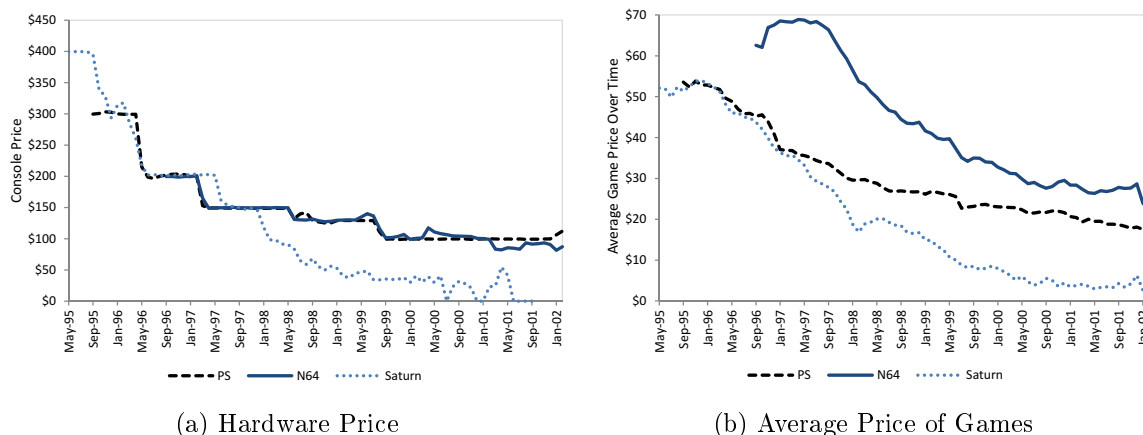 $450
$400
$350
$300
$250
$200
$150
$100
$50
$0
Console Price
May-95
Sep-95
Jan-96
May-96
Sep-96
Jan-97
May-97
Sep-97
Jan-98
May-98
Sep-98
Jan-99
May-99
Sep-99
Jan-00
May-00
Sep-00
Jan-01
May-01
Sep-01
Jan-02
PS N64 Saturn
(a) Hardware Price
$70
$60
$50
$40
$30
$20
$10
$0
Average Game Price Over Time
May-95
Sep-95
Jan-96
May-96
Sep-96
Jan-97
May-97
Sep-97
Jan-98
May-98
Sep-98
Jan-99
May-99
Sep-99
Jan-00
May-00
Sep-00
Jan-01
May-01
Sep-01
Jan-02
PS N64 Saturn
(b) Average Price of Games